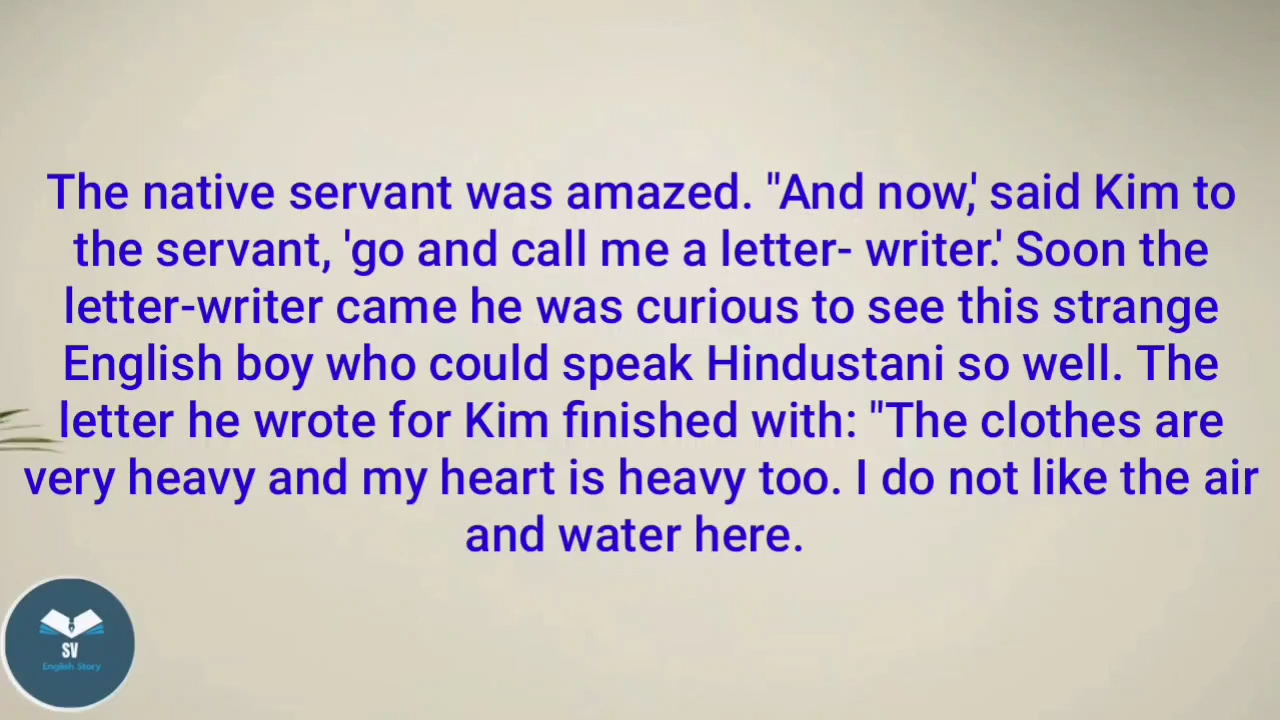 The native servant was amazed. "And now,' said Kim to
the servant, 'go and call me a letter- writer.' Soon the
letter-writer came he was curious to see this strange
English boy who could speak Hindustani so well. The
letter he wrote for Kim finished with: "The clothes are
very heavy and my heart is heavy too. I do not like the air
and water here.
SV
English Story